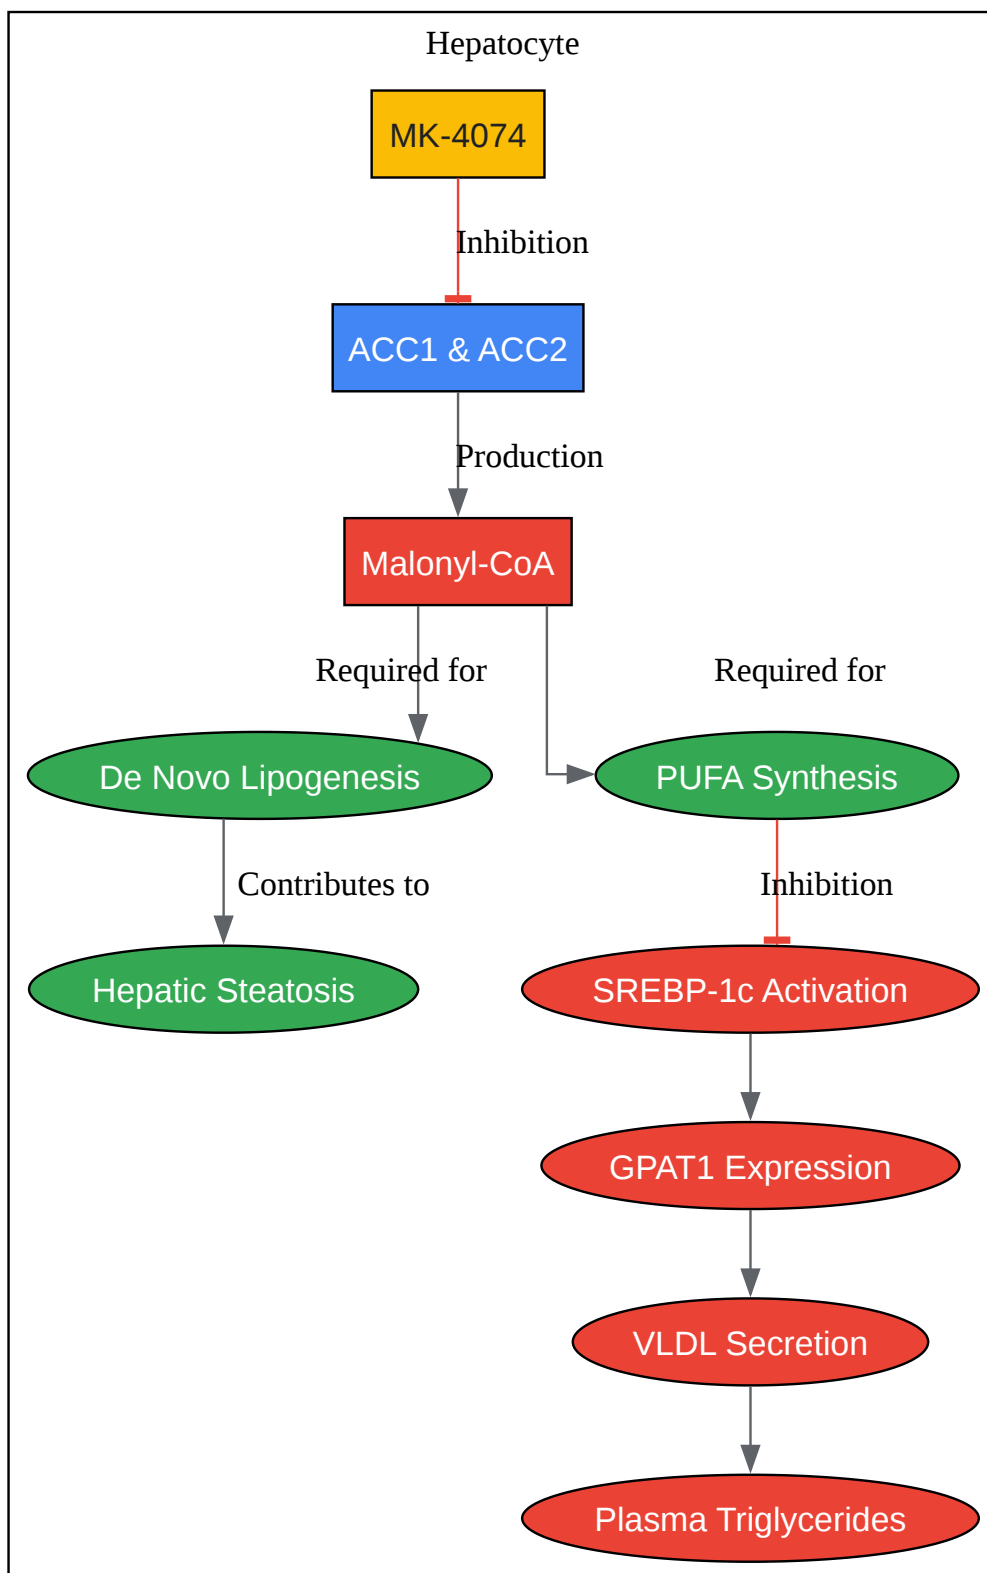 Hepatocyte
MK-4074
Inhibition
ACC1 & ACC2
Production
Malonyl-CoA
Required for
Required for
De Novo Lipogenesis
PUFA Synthesis
Contributes to
Inhibition
Hepatic Steatosis
SREBP-1c Activation
GPAT1 Expression
VLDL Secretion
Plasma Triglycerides